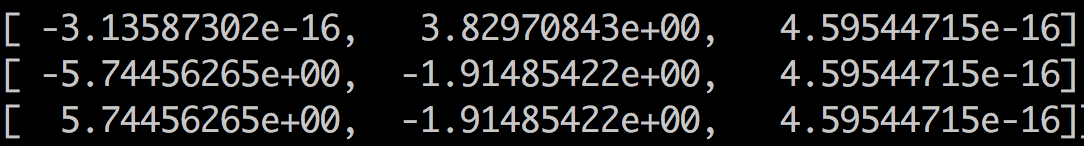 [ -3.13587302e-16,   3.82970843e+00,   4.59544715e-16]
[ -5.74456265e+00,  -1.91485422e+00,   4.59544715e-16]
[  5.74456265e+00,  -1.91485422e+00,   4.59544715e-16]]